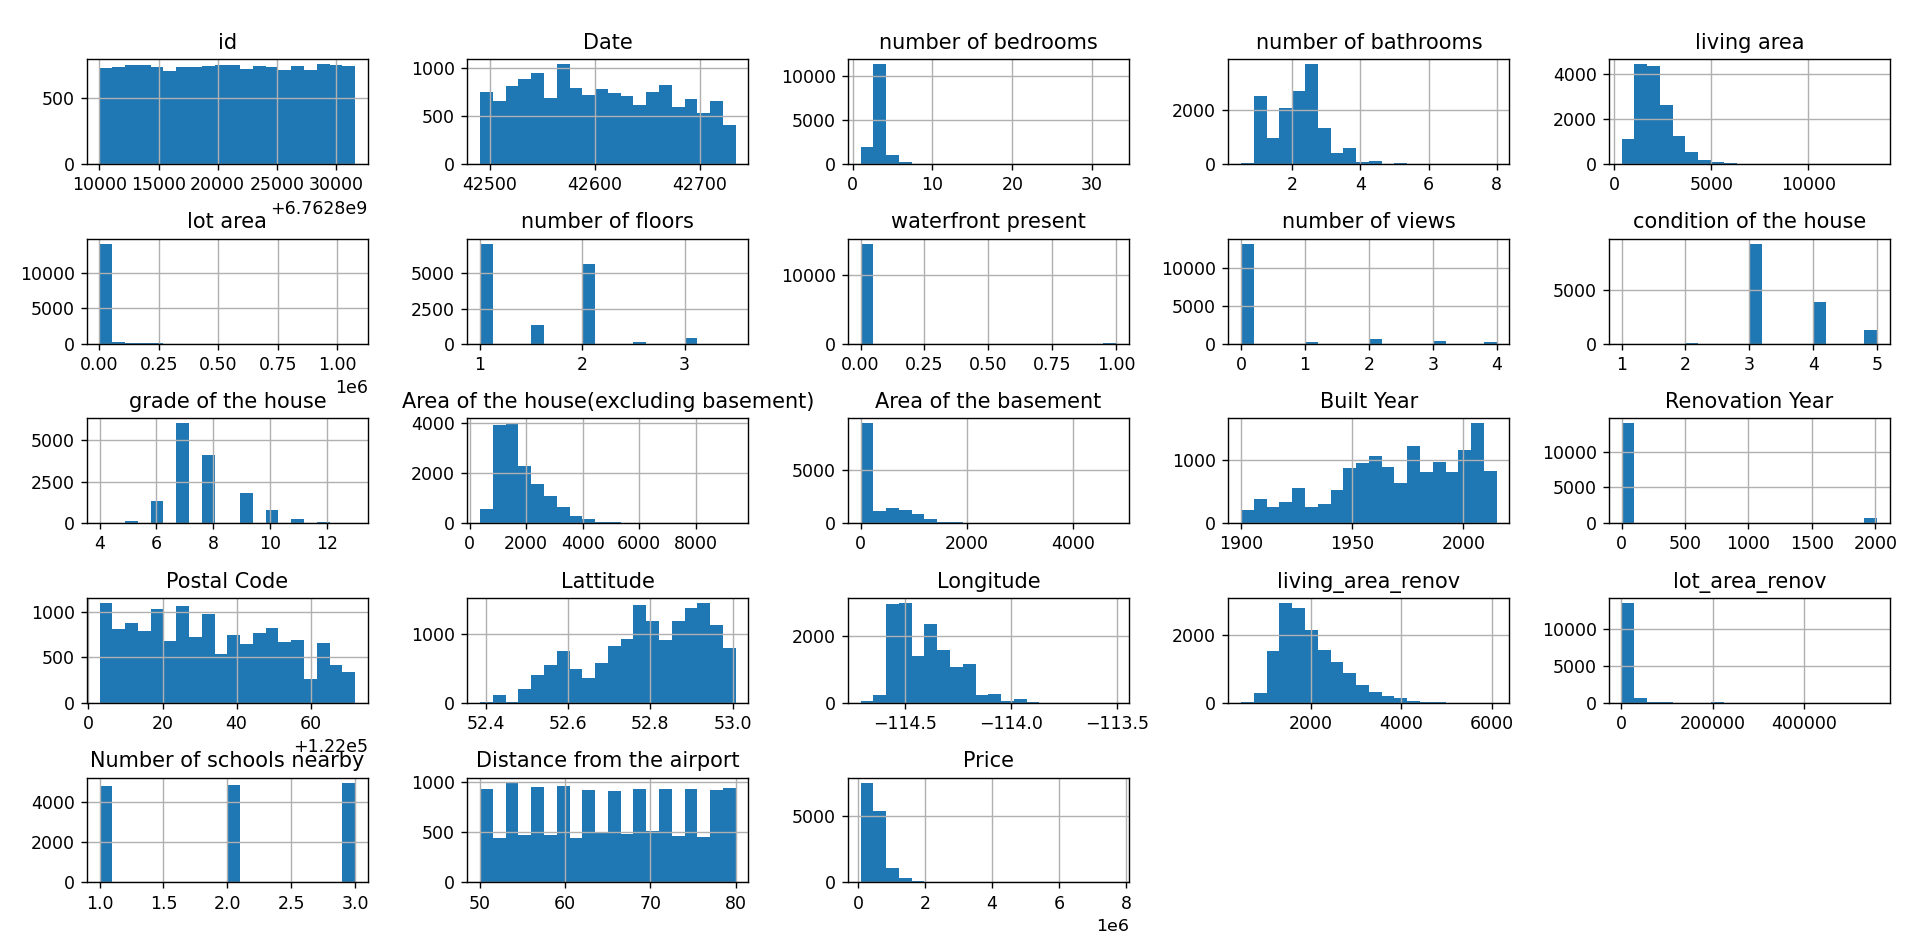 id
Date
number of bedrooms
number of bathrooms
living area
500
0
10000 15000 20000 25000 30000
+6.7628e9
1000
500
0
42500 42600 42700
10000
5000
0
0 10 20 30
2000
0
2 4 6 8
4000
2000
0
0 5000 10000
lot area
number of floors
waterfront present
number of views
condition of the house
10000
5000
0
0.00 0.25 0.50 0.75 1.00
1e6
5000
2500
0
1 2 3
10000
0
0.00 0.25 0.50 0.75 1.00
10000
5000
0
0 1 2 3 4
5000
0
1 2 3 4 5
grade of the house
Area of the house(excluding basement)
Area of the basement
Built Year
Renovation Year
5000
2500
0
4 6 8 10 12
4000
2000
0
0 2000 4000 6000 8000
5000
0
0 2000 4000
1000
0
1900 1950 2000
10000
5000
0
0 500 1000 1500 2000
Postal Code
Lattitude
Longitude
living_area_renov
lot_area_renov
1000
500
0
0 20 40 60
+1.22e5
1000
0
52.4 52.6 52.8 53.0
2000
0
−114.5 −114.0 −113.5
2000
0
2000 4000 6000
10000
5000
0
0 200000 400000
Number of schools nearby
Distance from the airport
Price
4000
2000
0
1.0 1.5 2.0 2.5 3.0
1000
500
0
50 60 70 80
5000
0
0 2 4 6 8
1e6